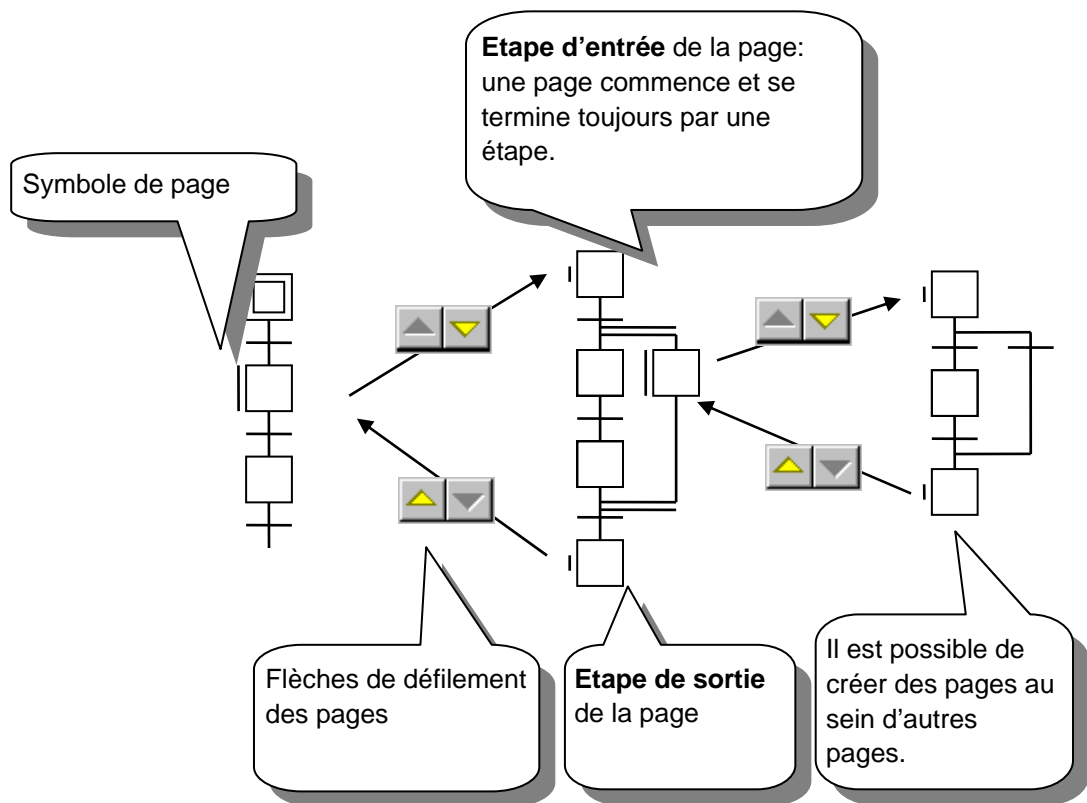 Etape d’entrée de la page:
une page commence et se
termine toujours par une
étape.
Symbole de page
Flèches de défilement
des pages
Etape de sortie
de la page
Il est possible de
créer des pages au
sein d’autres
pages.